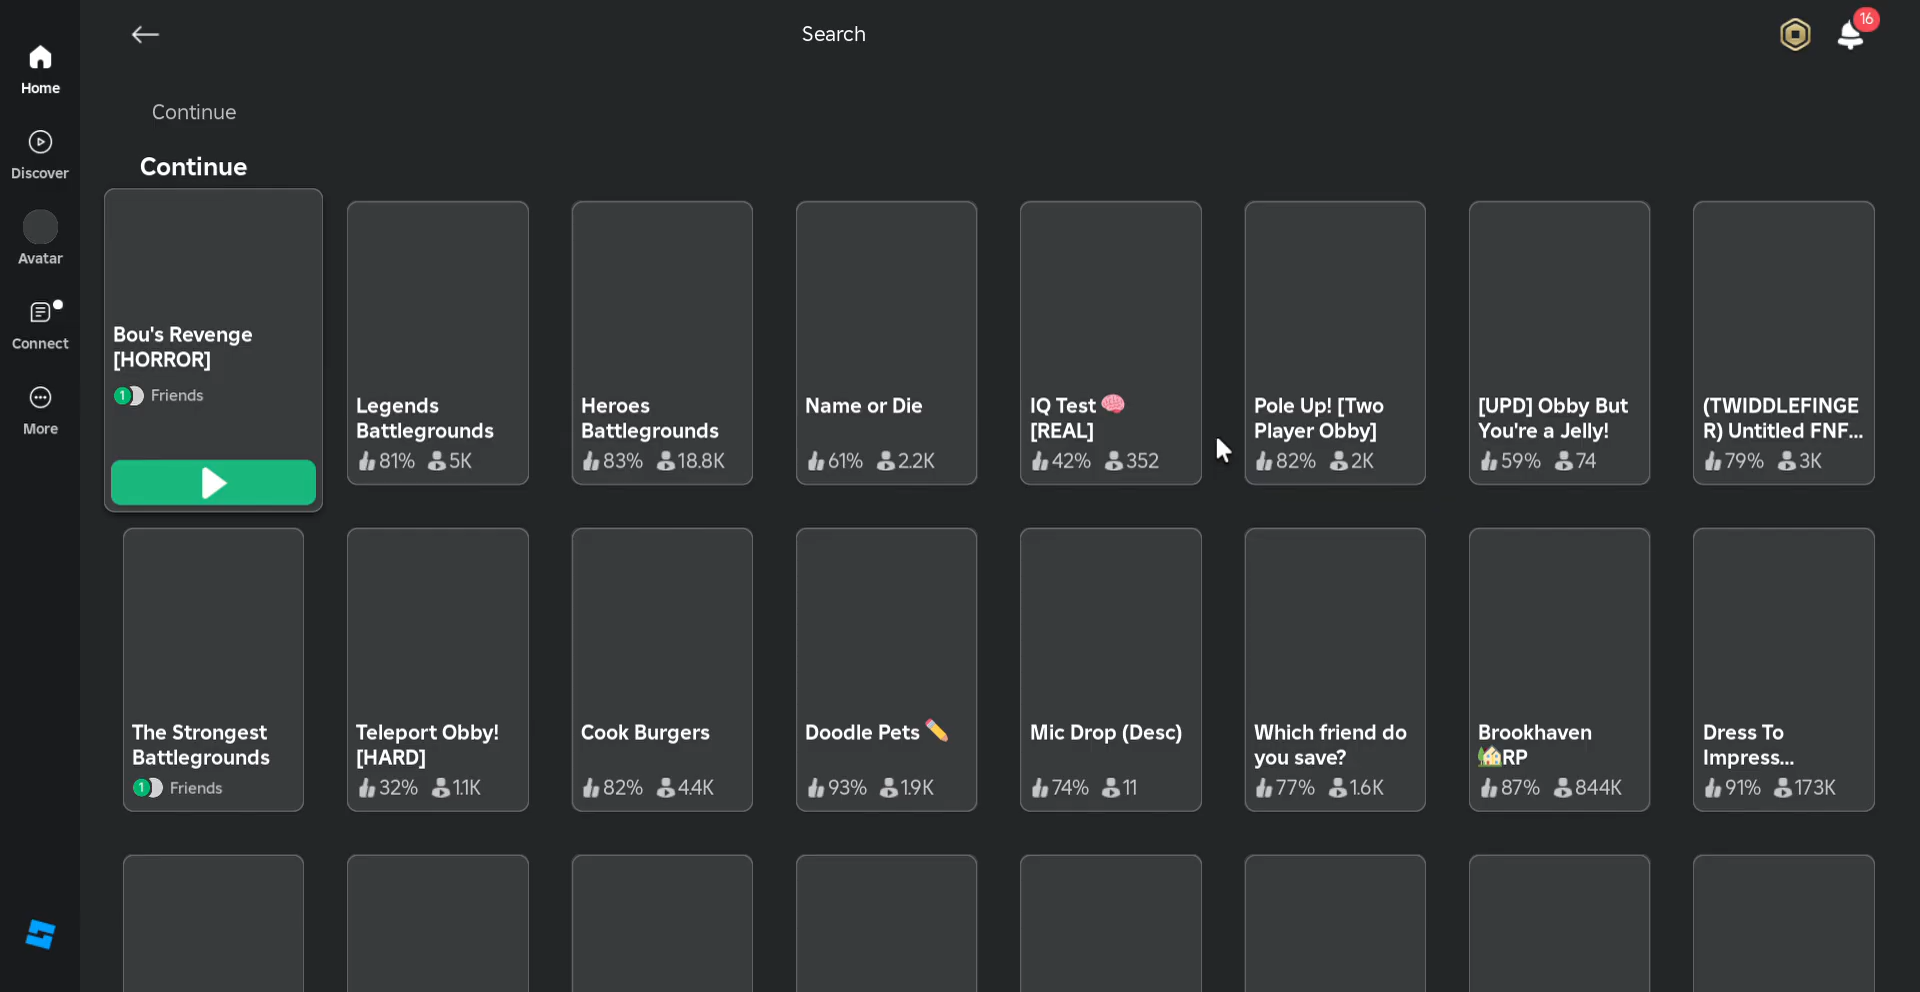 Search
16
Home
Discover
Avatar
Connect
More
Continue
Continue
Bou's Revenge
[HORROR]
1 Friends
Legends
Battlegrounds
81% 5K
Heroes
Battlegrounds
83% 18.8K
Name or Die
61% 2.2K
IQ Test 🧠
[REAL]
42% 352
Pole Up! [Two
Player Obby]
82% 2K
[UPD] Obby But
You're a Jelly!
59% 74
(TWIDDLEFINGE
R) Untitled FNF...
79% 3K
The Strongest
Battlegrounds
1 Friends
Teleport Obby!
[HARD]
32% 1.1K
Cook Burgers
82% 4.4K
Doodle Pets ✏️
93% 1.9K
Mic Drop (Desc)
74% 11
Which friend do
you save?
77% 1.6K
Brookhaven
🏡RP
87% 844K
Dress To
Impress...
91% 173K